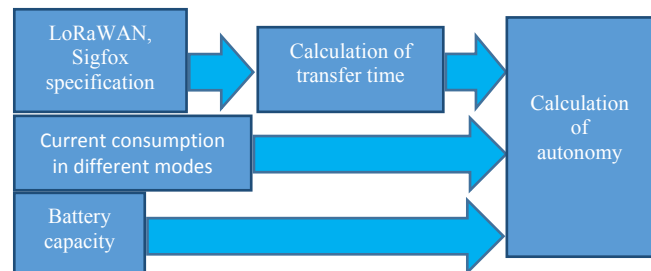 LoRaWAN,
Sigfox
specification
Calculation of
transfer time
Calculation
of
autonomy
Current consumption
in different modes
Battery
capacity